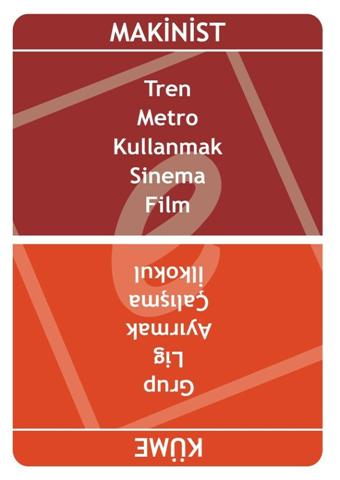 MAKİNİST
Tren
Metro
Kullanmak
Sinema
Film
KÜME
Grup
Lig
Ayırmak
Çalışma
İlkokul